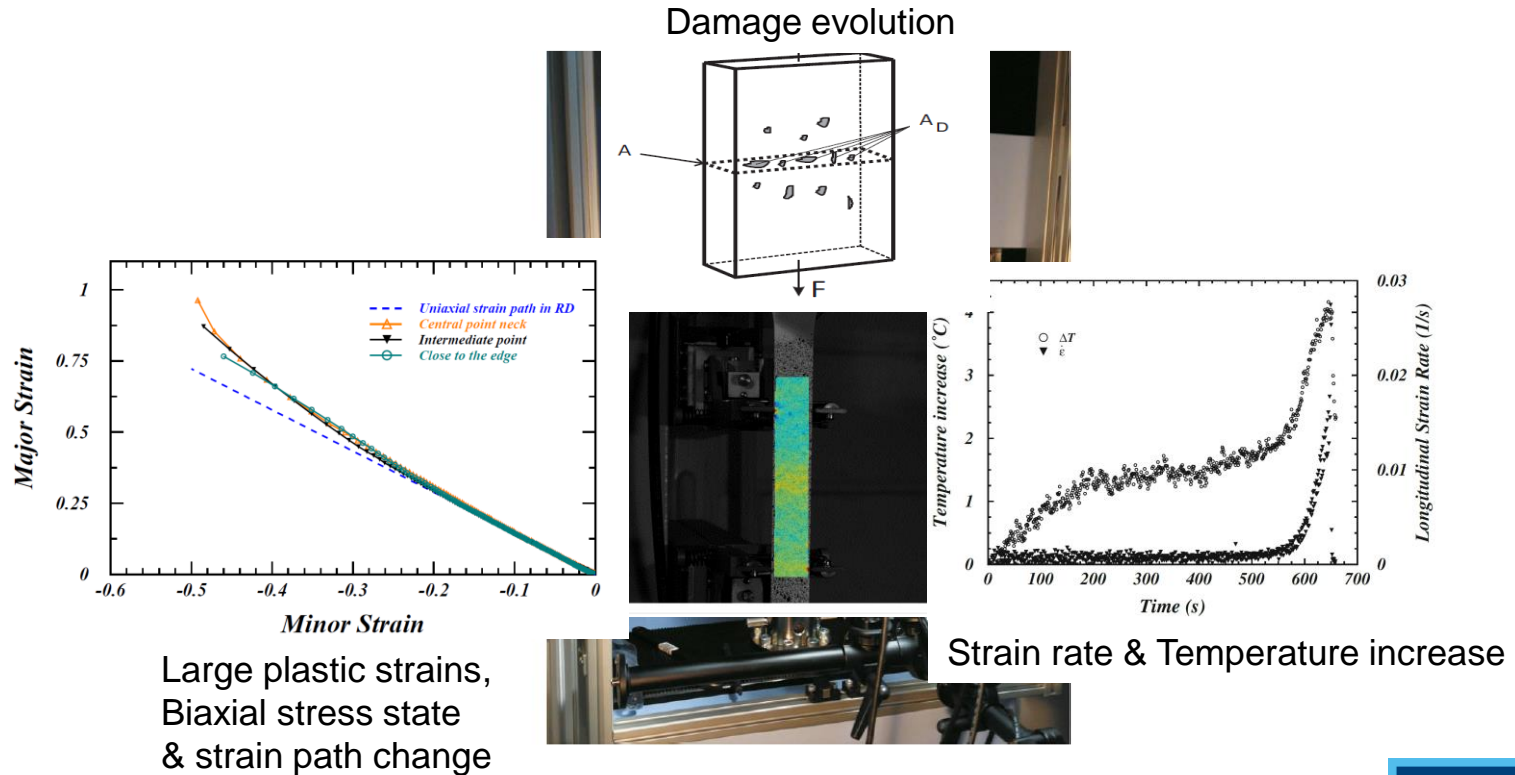 Damage evolution
A
A D
F
Major Strain
1
0.75
0.5
0.25
0
-0.6 -0.5 -0.4 -0.3 -0.2 -0.1 0
Minor Strain
Uniaxial strain path in RD
Central point neck
Intermediate point
Close to the edge
Large plastic strains,
Biaxial stress state
& strain path change
Temperature increase (°C)
4
3
2
1
0
ΔT
ε̇
0 100 200 300 400 500 600 700
Time (s)
0.03
0.02
0.01
0
Longitudinal Strain Rate (1/s)
Strain rate & Temperature increase